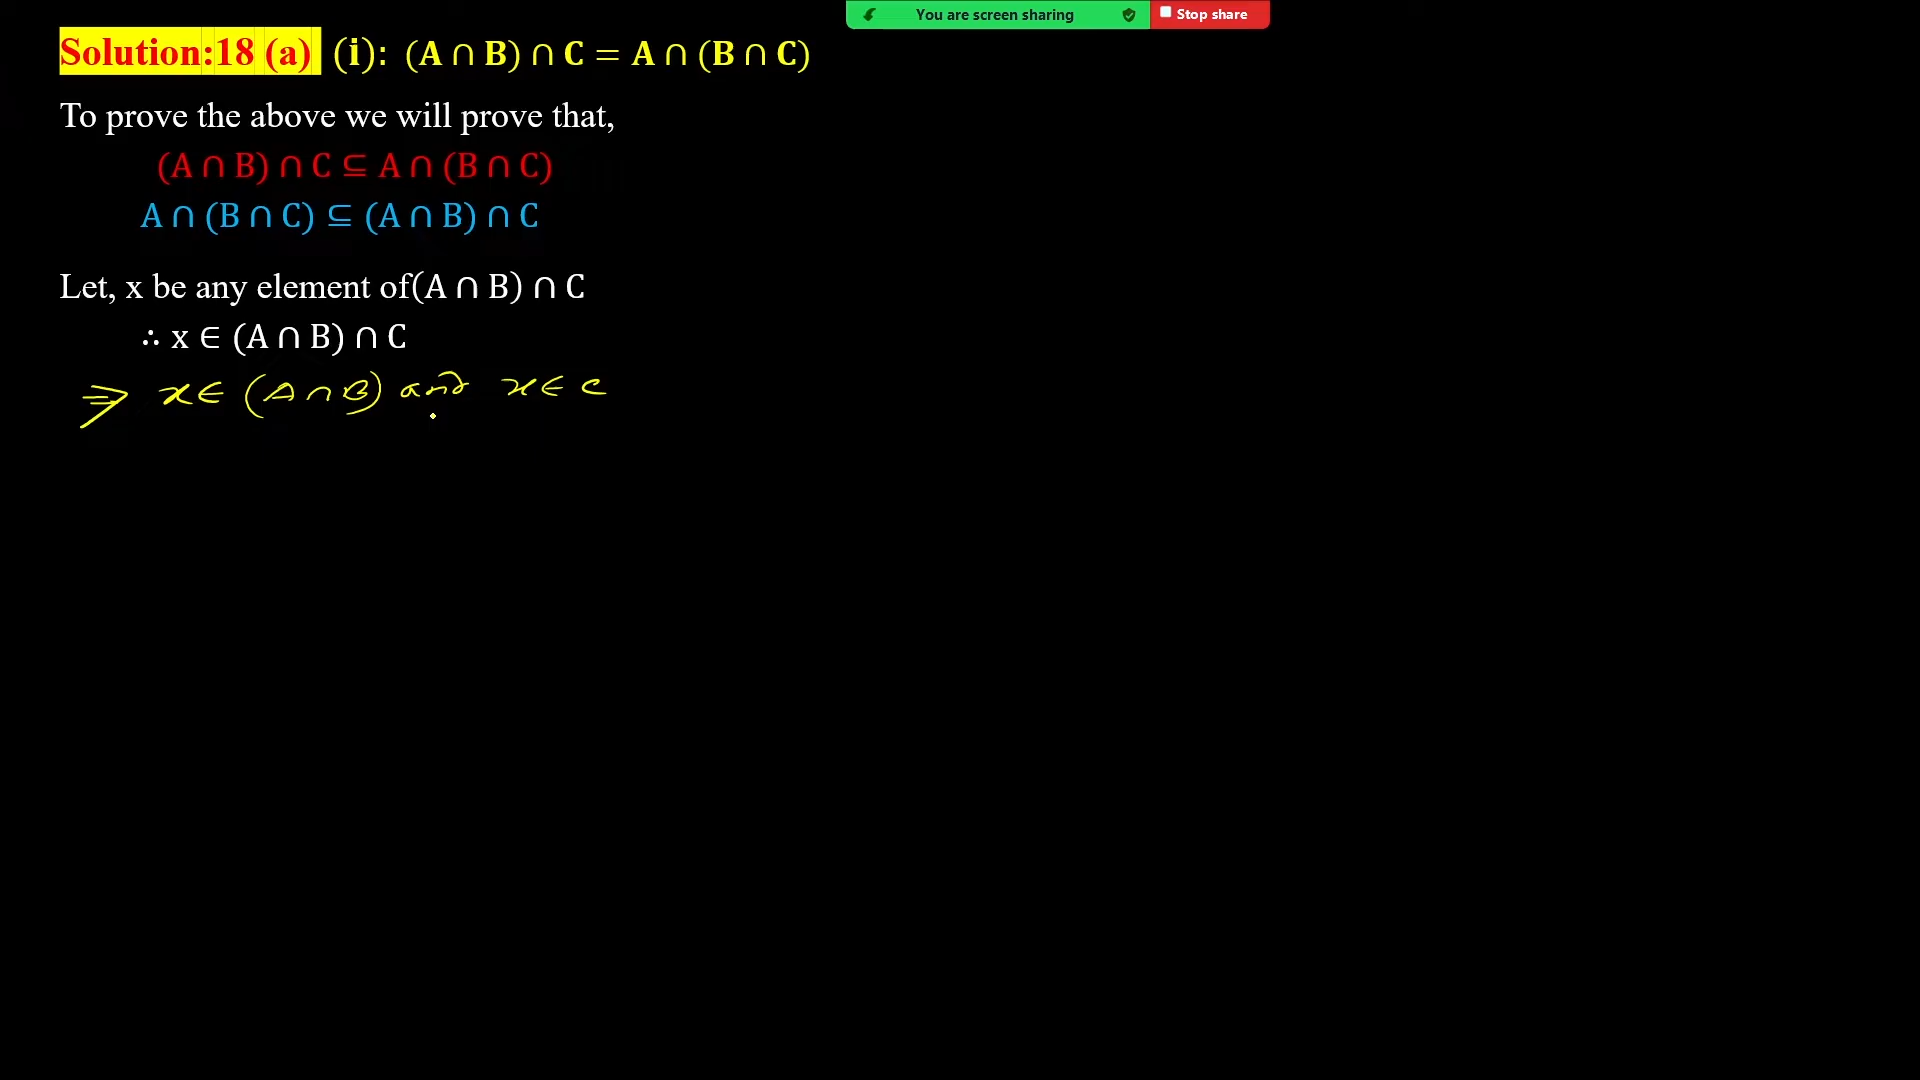 You are screen sharing Stop share
Solution:18 (a) (i): (A ∩ B) ∩ C = A ∩ (B ∩ C)
To prove the above we will prove that,
(A ∩ B) ∩ C ⊆ A ∩ (B ∩ C)
A ∩ (B ∩ C) ⊆ (A ∩ B) ∩ C
Let, x be any element of(A ∩ B) ∩ C
∴ x ∈ (A ∩ B) ∩ C
⇒ x ∈ (A ∩ B) and x ∈ C